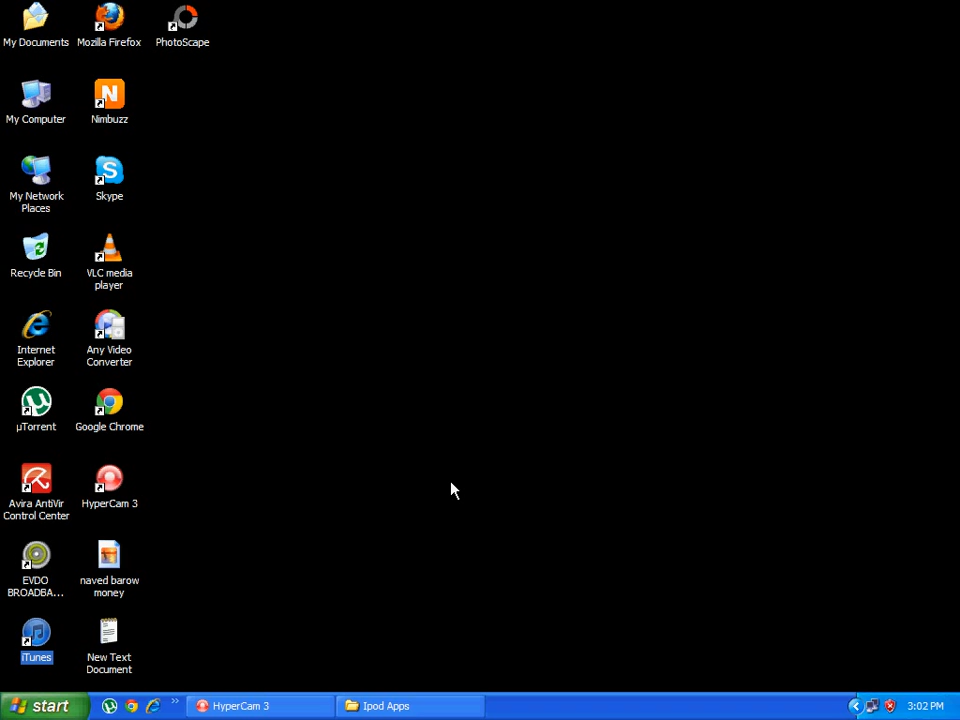 My Documents
Mozilla Firefox
PhotoScape
My Computer
Nimbuzz
My Network
Places
Skype
Recycle Bin
VLC media
player
Internet
Explorer
Any Video
Converter
µTorrent
Google Chrome
Avira AntiVir
Control Center
HyperCam 3
EVDO
BROADBA...
naved barow
money
iTunes
New Text
Document
start
HyperCam 3
Ipod Apps
3:02 PM